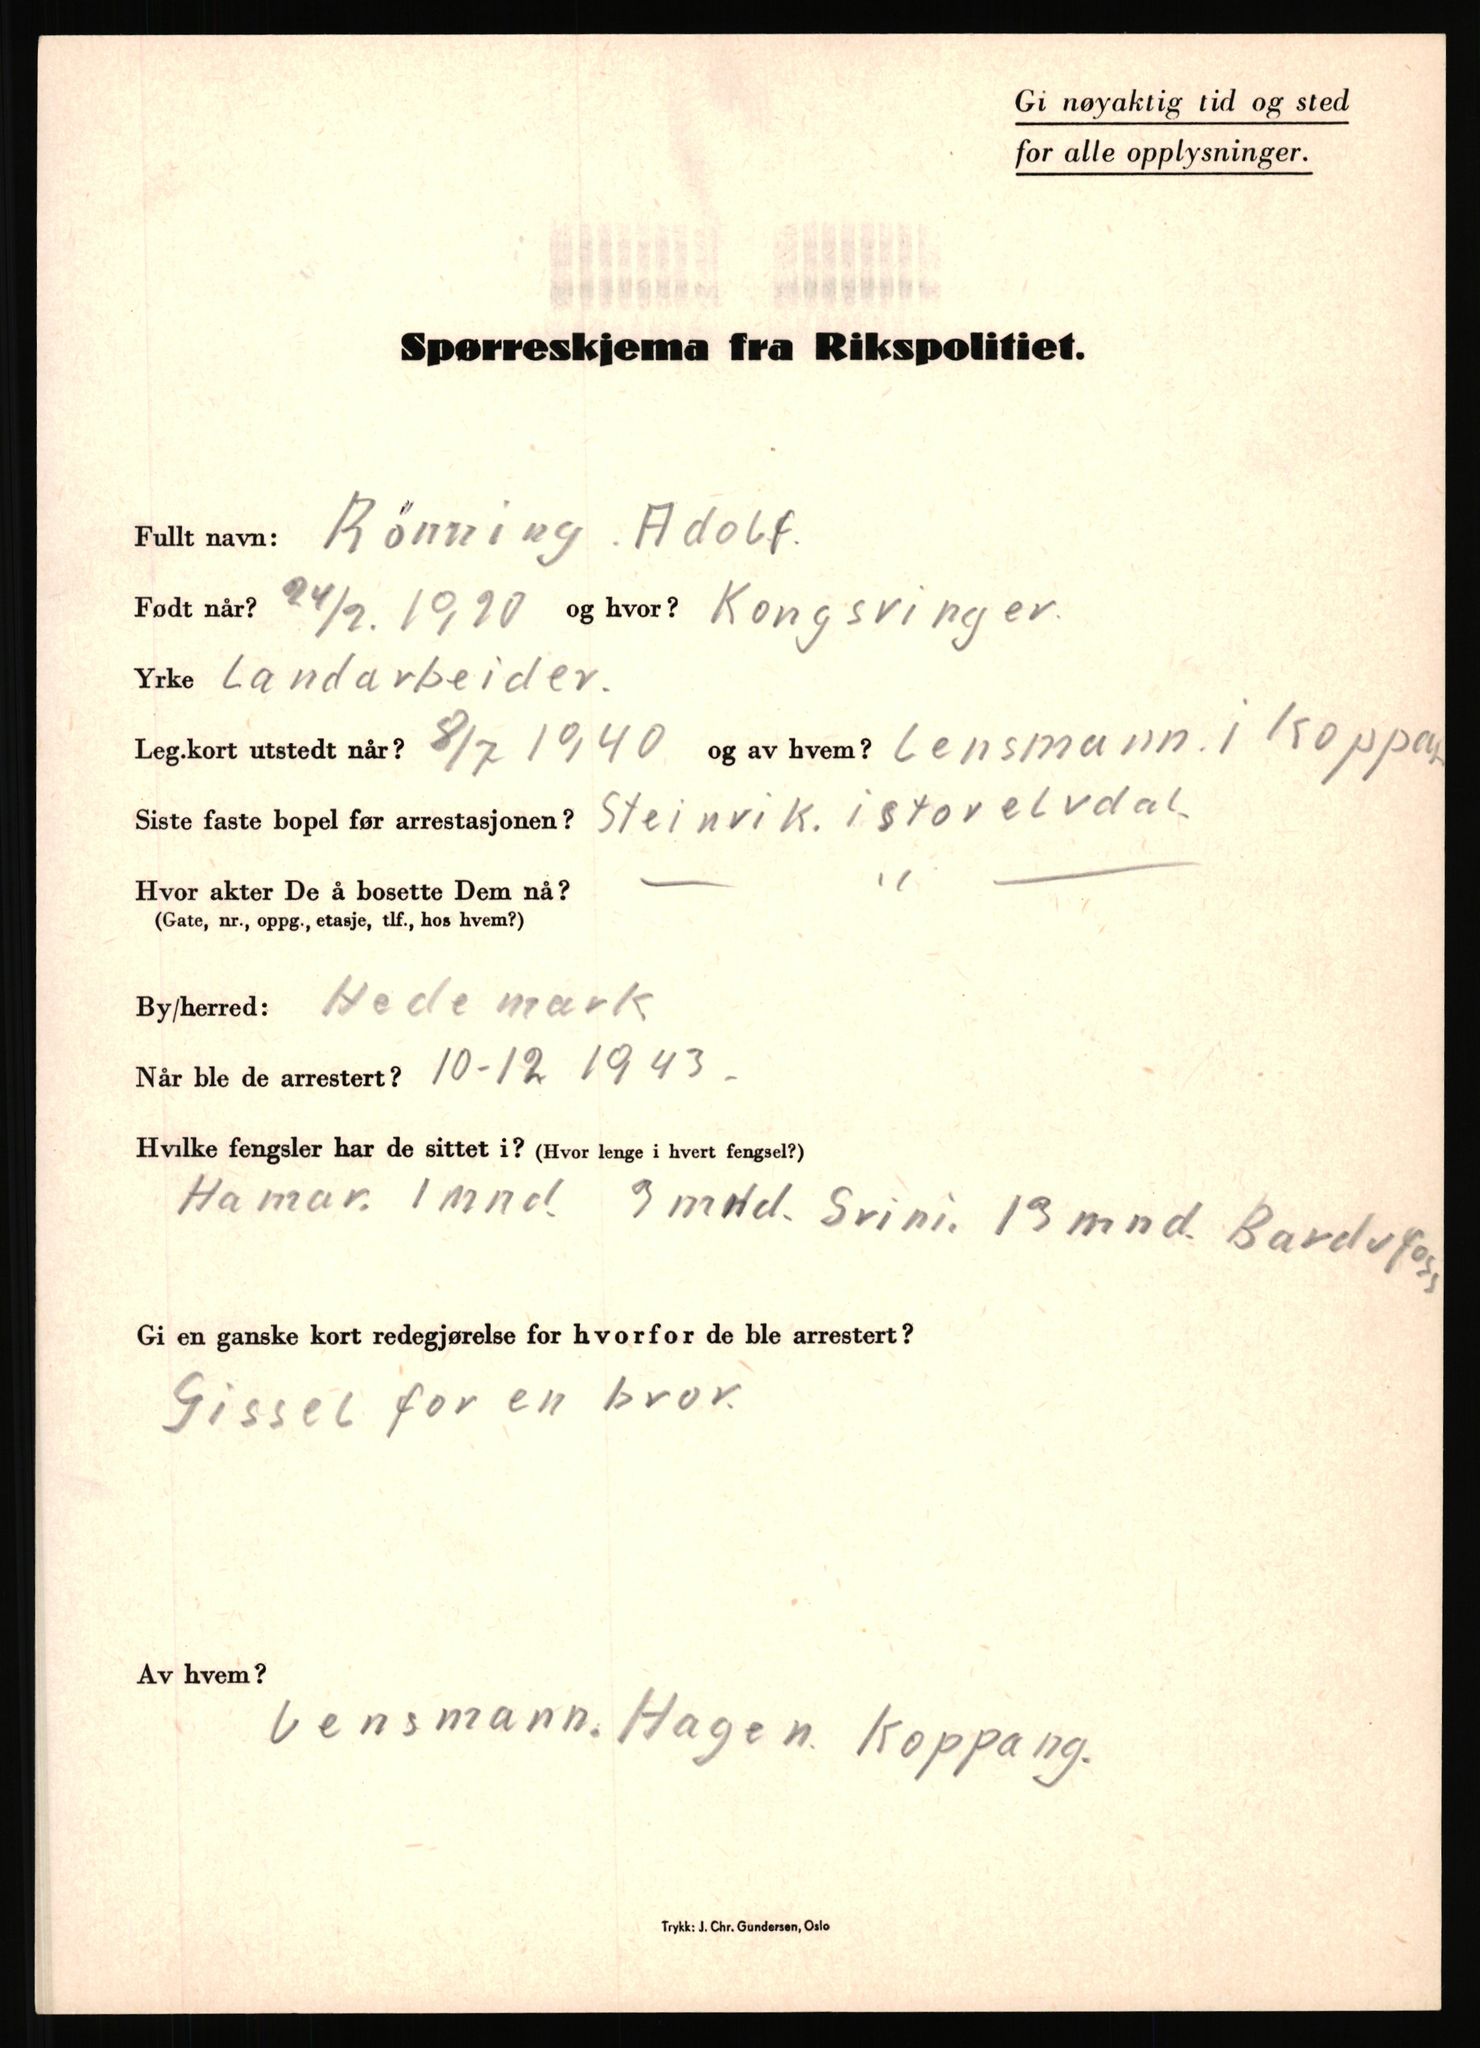 Gi nøyaktig tid og sted
for alle opplysninger.
Spørreskjema fra Rikspolitiet.
Fullt navn: Rönning. Adolf.
Født når? 24/2. 1920 og hvor? Kongsvinger.
Yrke Landarbeider.
Leg.kort utstedt når? 8/7 1940 og av hvem? Lensmann. i Koppang
Siste faste bopel før arrestasjonen? Steinvik. i storelvdal.
Hvor akter De å bosette Dem nå? — " —
(Gate, nr., oppg., etasje, tlf., hos hvem?)
By/herred: Hedemark
Når ble de arrestert? 10-12 1943.
Hvilke fengsler har de sittet i? (Hvor lenge i hvert fengsel?)
Hamar. 1 mnd. 3 mnd. Grini. 13 mnd. Bardufoss
Gi en ganske kort redegjørelse for hvorfor de ble arrestert?
Gissel for en bror.
Av hvem?
Lensmann. Hagen. Koppang.
Trykk: J. Chr. Gundersen, Oslo